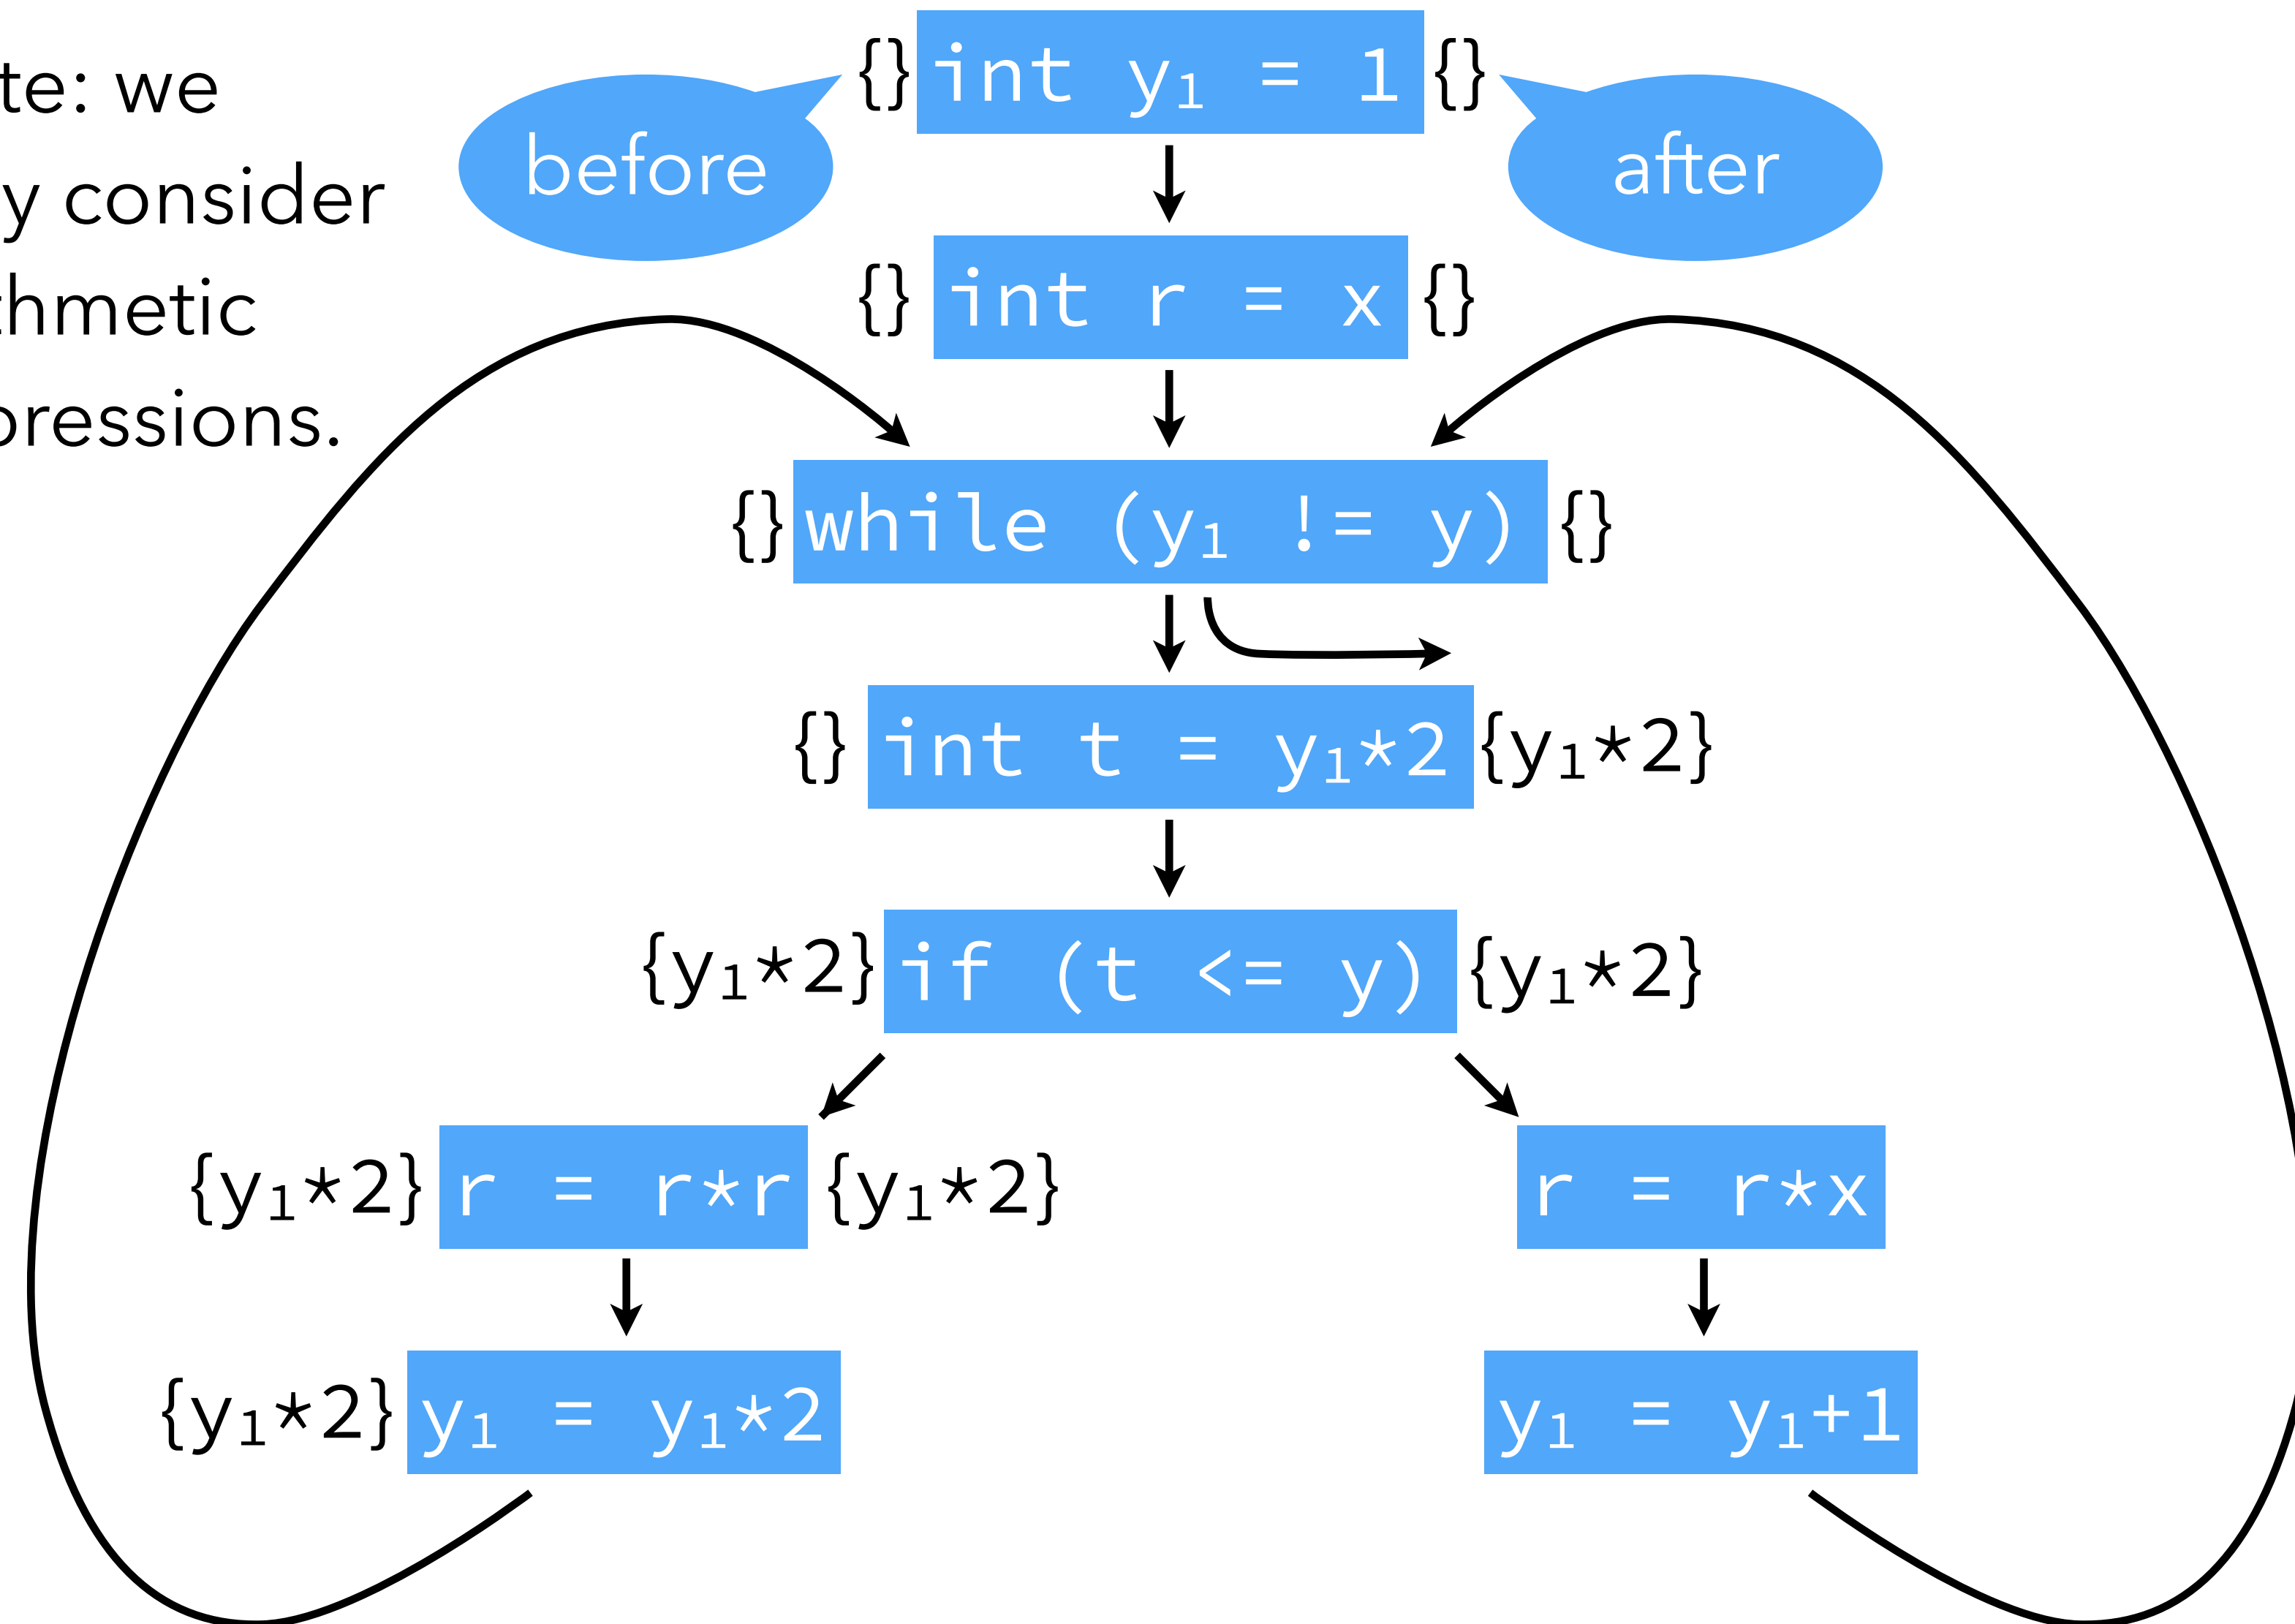 te: we
y consider
hmetic
ressions.
before
after
{} int y₁ = 1 {}
{} int r = x {}
{} while (y₁ != y) {}
{} int t = y₁*2 {y₁*2}
{y₁*2} if (t <= y) {y₁*2}
{y₁*2} r = r*r {y₁*2}
r = r*x
{y₁*2} y₁ = y₁*2
y₁ = y₁+1